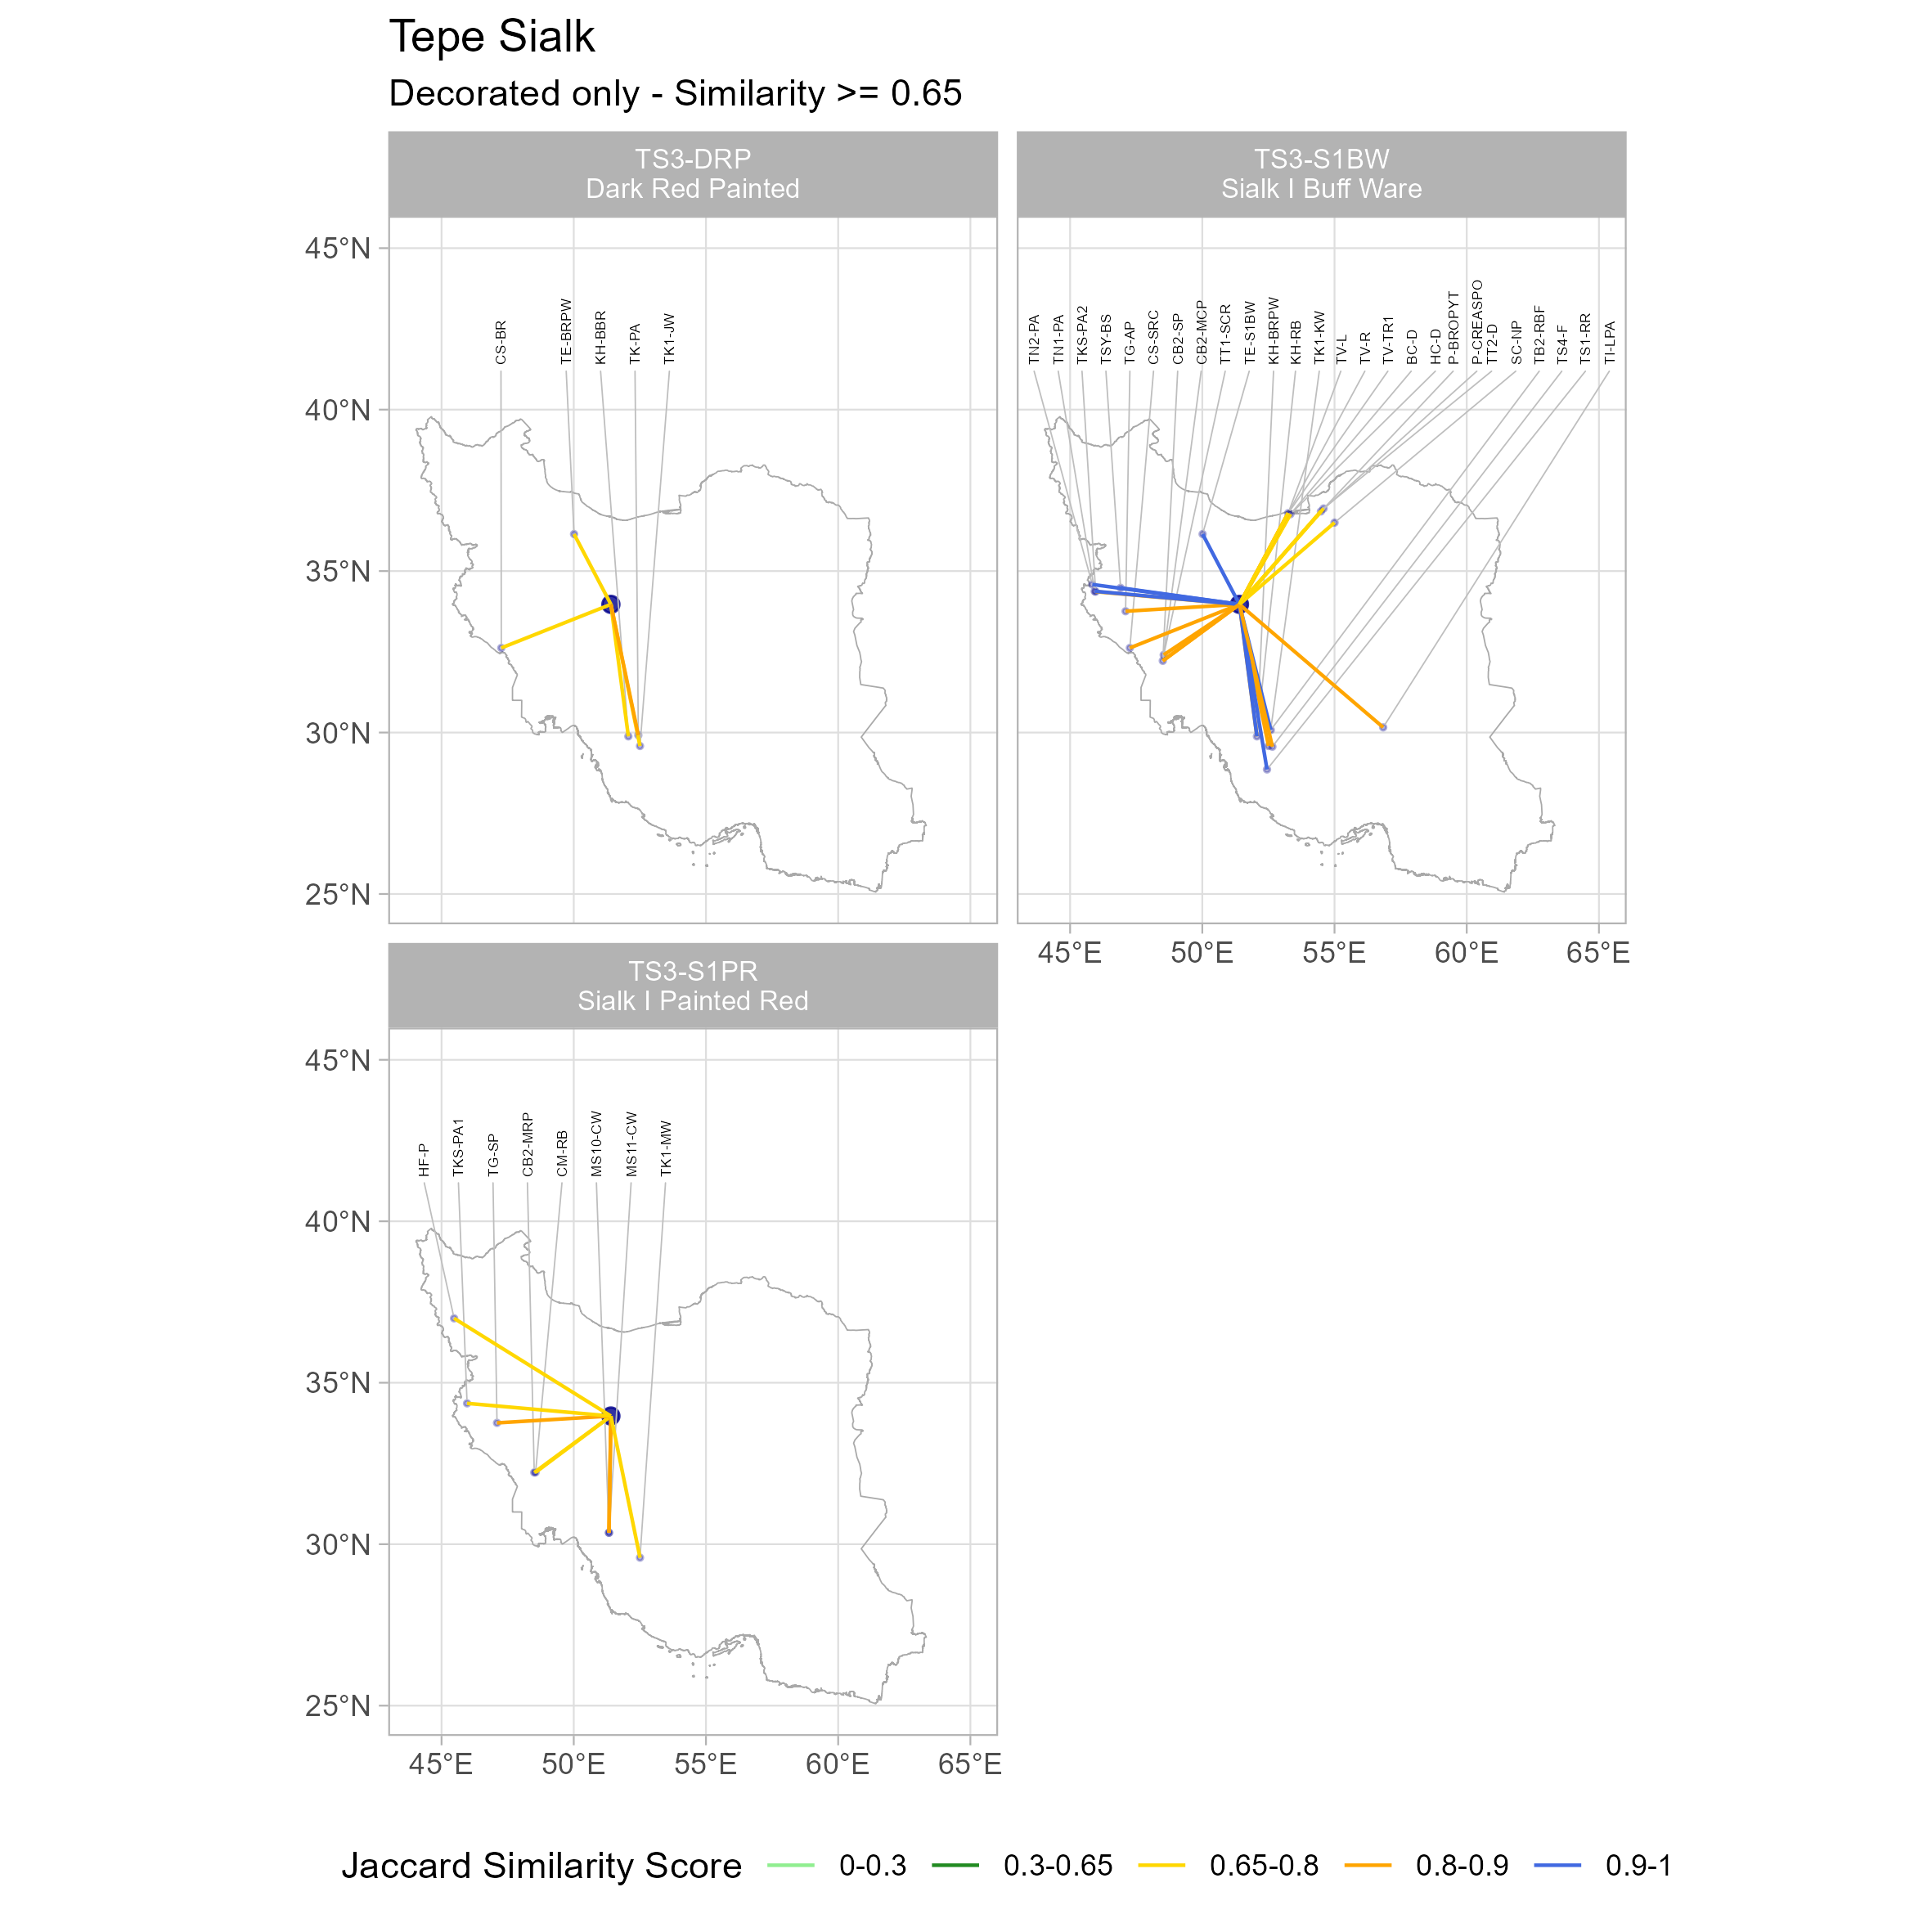 Tepe Sialk
Decorated only - Similarity >= 0.65
TS3-DRP
Dark Red Painted
TS3-S1BW
Sialk I Buff Ware
45°N
40°N
35°N
30°N
25°N
CS-BR
TE-BRPW
KH-BBR
TK-PA
TK1-JW
TN2-PA
TN1-PA
TKS-PA2
TSY-BS
TG-AP
CS-SRC
CB2-SP
CB2-MCP
TT1-SCR
TE-S1BW
KH-BRPW
KH-RB
TK1-KW
TV-L
TV-R
TV-TR1
BC-D
HC-D
P-BROPYT
P-CREASPO
TT2-D
SC-NP
TB2-RBF
TS4-F
TS1-RR
TI-LPA
45°E 50°E 55°E 60°E 65°E
TS3-S1PR
Sialk I Painted Red
45°N
40°N
35°N
30°N
25°N
HF-P
TKS-PA1
TG-SP
CB2-MRP
CM-RB
MS10-CW
MS11-CW
TK1-MW
45°E 50°E 55°E 60°E 65°E
Jaccard Similarity Score 0-0.3 0.3-0.65 0.65-0.8 0.8-0.9 0.9-1